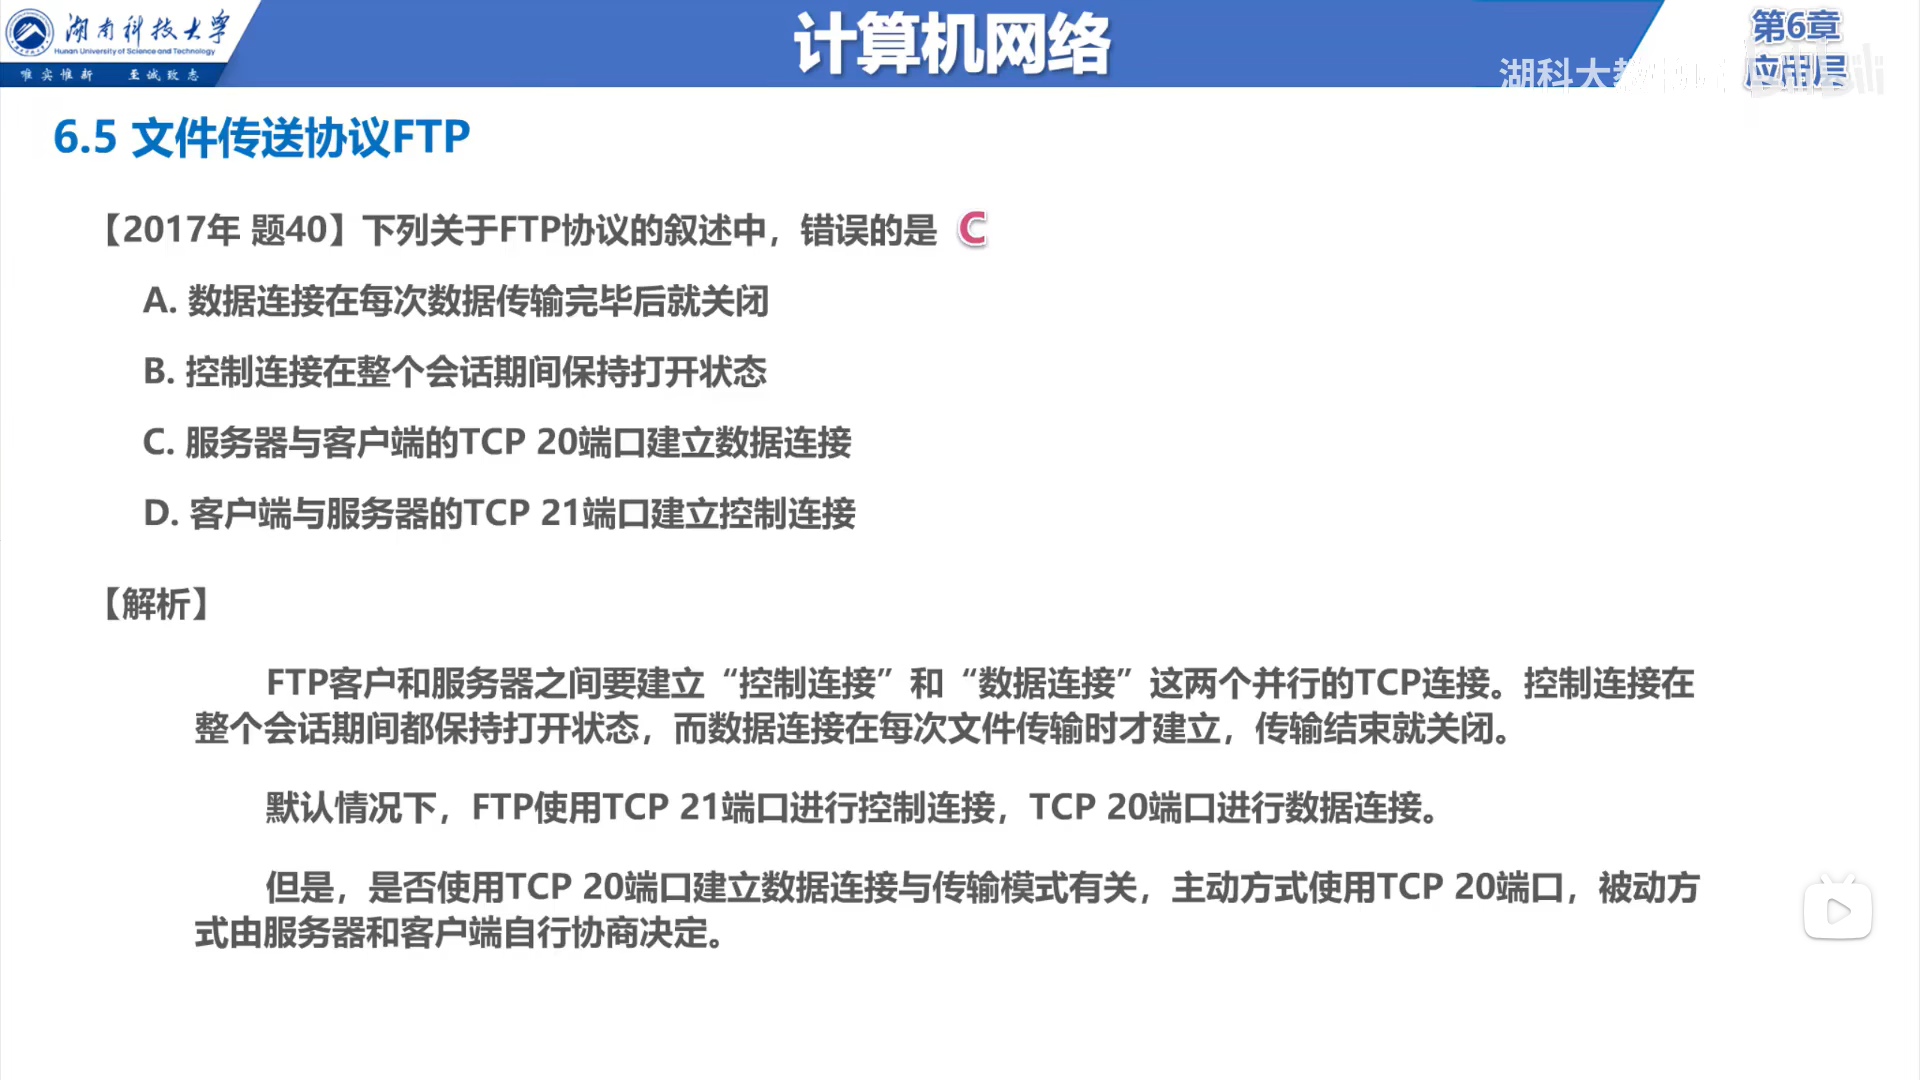 湖南科技大学
Hunan University of Science and Technology
唯实惟新 至诚致志
计算机网络
第6章
应用层
湖科大
6.5 文件传送协议FTP
【2017年 题40】下列关于FTP协议的叙述中，错误的是 C
A. 数据连接在每次数据传输完毕后就关闭
B. 控制连接在整个会话期间保持打开状态
C. 服务器与客户端的TCP 20端口建立数据连接
D. 客户端与服务器的TCP 21端口建立控制连接
【解析】
FTP客户和服务器之间要建立“控制连接”和“数据连接”这两个并行的TCP连接。控制连接在
整个会话期间都保持打开状态，而数据连接在每次文件传输时才建立，传输结束就关闭。
默认情况下，FTP使用TCP 21端口进行控制连接，TCP 20端口进行数据连接。
但是，是否使用TCP 20端口建立数据连接与传输模式有关，主动方式使用TCP 20端口，被动方
式由服务器和客户端自行协商决定。